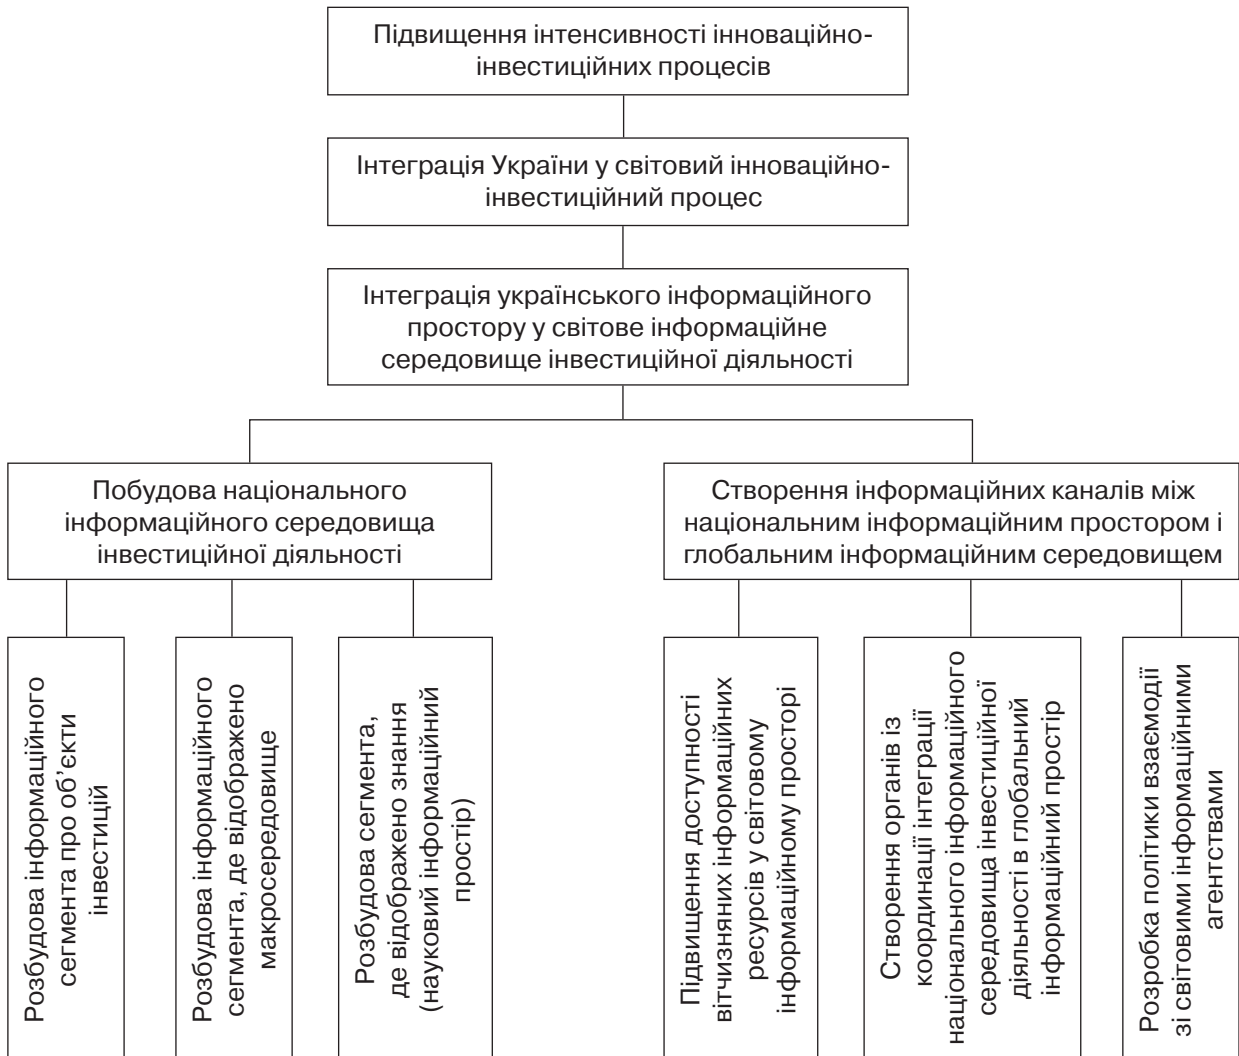 Підвищення інтенсивності інноваційно-
інвестиційних процесів
Інтеграція України у світовий інноваційно-
інвестиційний процес
Інтеграція українського інформаційного
простору у світове інформаційне
середовище інвестиційної діяльності
Побудова національного
інформаційного середовища
інвестиційної діяльності
Створення інформаційних каналів між
національним інформаційним простором і
глобальним інформаційним середовищем
Розбудова інформаційного
сегмента про об’єкти
інвестицій
Розбудова інформаційного
сегмента, де відображено
макросередовище
Розбудова сегмента,
де відображено знання
(науковий інформаційний
простір)
Підвищення доступності
вітчизняних інформаційних
ресурсів у світовому
інформаційному просторі
Створення органів із
координації інтеграції
національного інформаційного
середовища інвестиційної
діяльності в глобальний
інформаційний простір
Розробка політики взаємодії
зі світовими інформаційними
агентствами